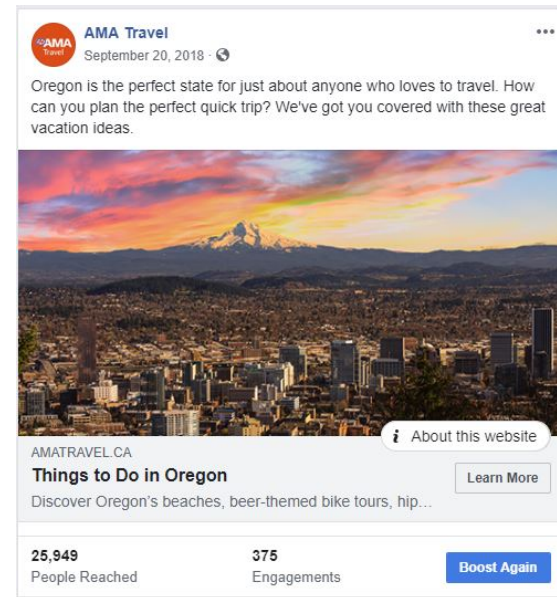 AMA Travel
AMA
Travel
September 20, 2018
Oregon is the perfect state for just about anyone who loves to travel. How
can you plan the perfect quick trip? We've got you covered with these great
vacation ideas.
i About this website
AMATRAVEL.CA
Things to Do in Oregon
Learn More
Discover Oregon's beaches, beer-themed bike tours, hip…
25,949 375
People Reached Engagements
Boost Again